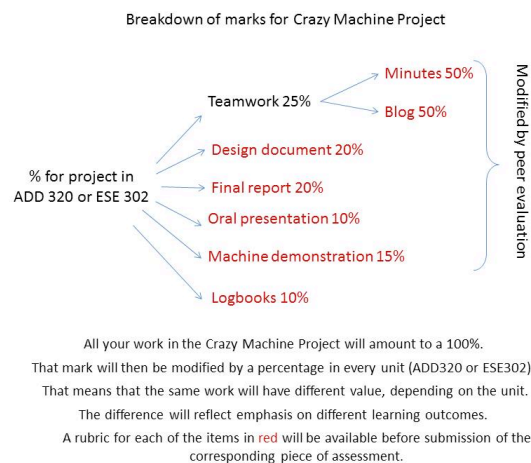 Breakdown of marks for Crazy Machine Project
Minutes 50%
Teamwork 25%
Blog 50%
Design document 20%
% for project in
ADD 320 or ESE 302
Final report 20%
Oral presentation 10%
Machine demonstration 15%
Logbooks 10%
Modified by peer evaluation
All your work in the Crazy Machine Project will amount to a 100%.
That mark will then be modified by a percentage in every unit (ADD320 or ESE302)
That means that the same work will have different value, depending on the unit.
The difference will reflect emphasis on different learning outcomes.
A rubric for each of the items in red will be available before submission of the
corresponding piece of assessment.